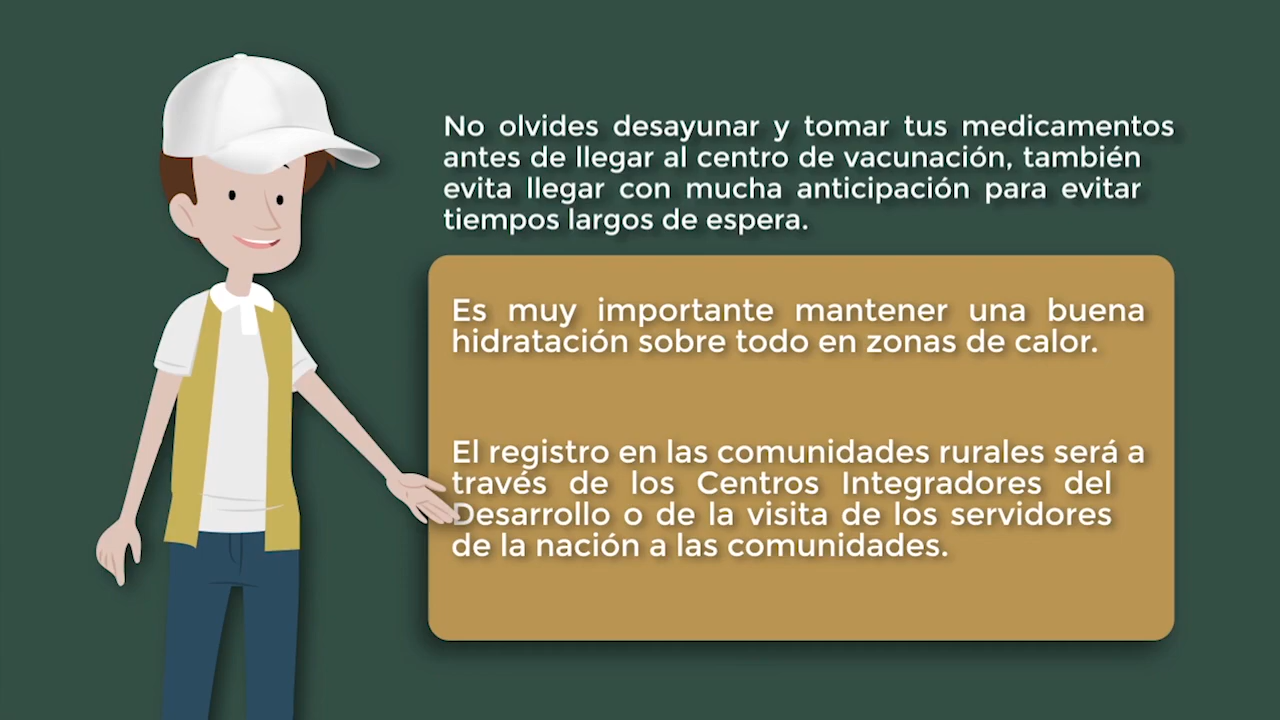 No olvides desayunar y tomar tus medicamentos
antes de llegar al centro de vacunación, también
evita llegar con mucha anticipación para evitar
tiempos largos de espera.
Es muy importante mantener una buena
hidratación sobre todo en zonas de calor.
El registro en las comunidades rurales será a
través de los Centros Integradores del
Desarrollo o de la visita de los servidores
de la nación a las comunidades.